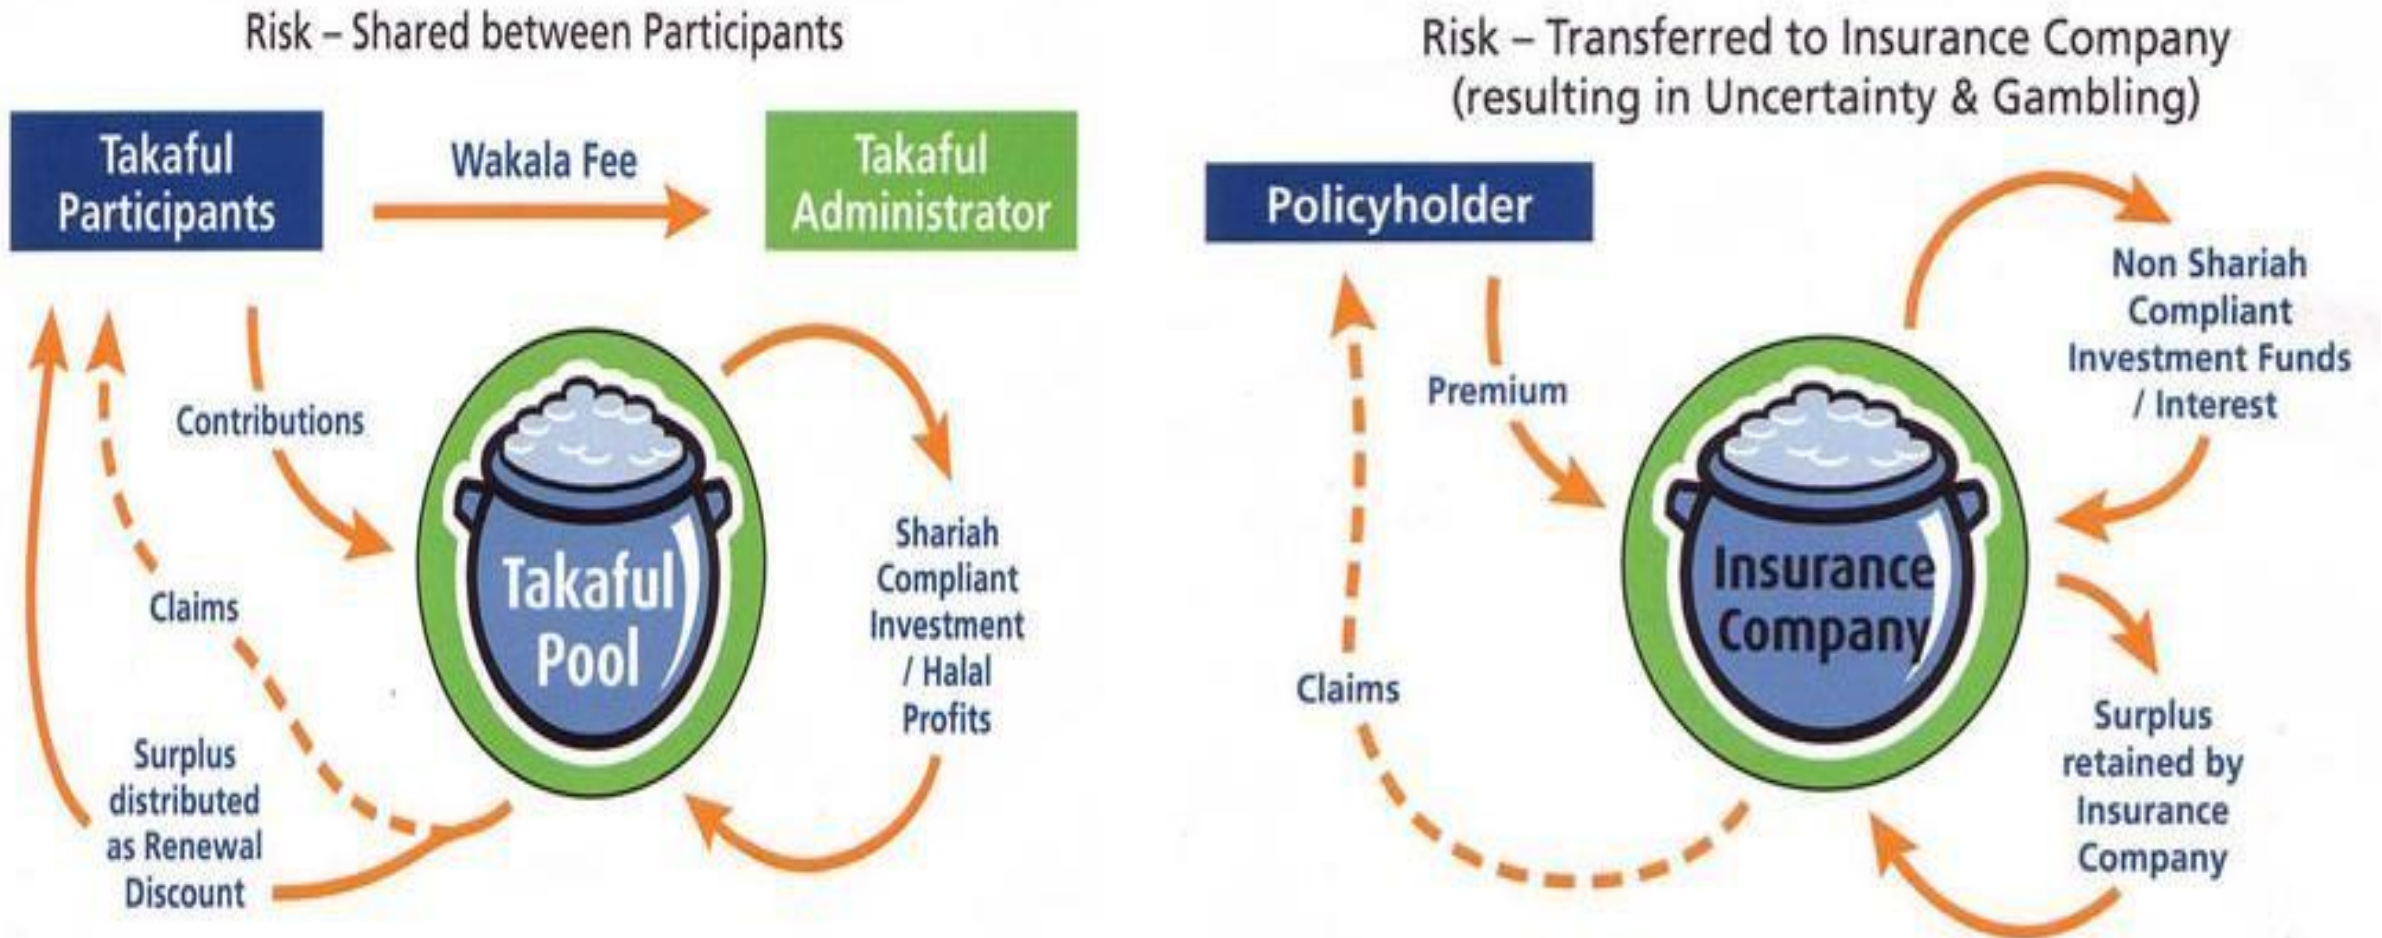 Risk – Shared between Participants
Takaful
Participants
Wakala Fee
Takaful
Administrator
Contributions
Claims
Surplus
distributed
as Renewal
Discount
Takaful
Pool
Shariah
Compliant
Investment
/ Halal
Profits
Risk – Transferred to Insurance Company
(resulting in Uncertainty & Gambling)
Policyholder
Premium
Claims
Insurance
Company
Non Shariah
Compliant
Investment Funds
/ Interest
Surplus
retained by
Insurance
Company